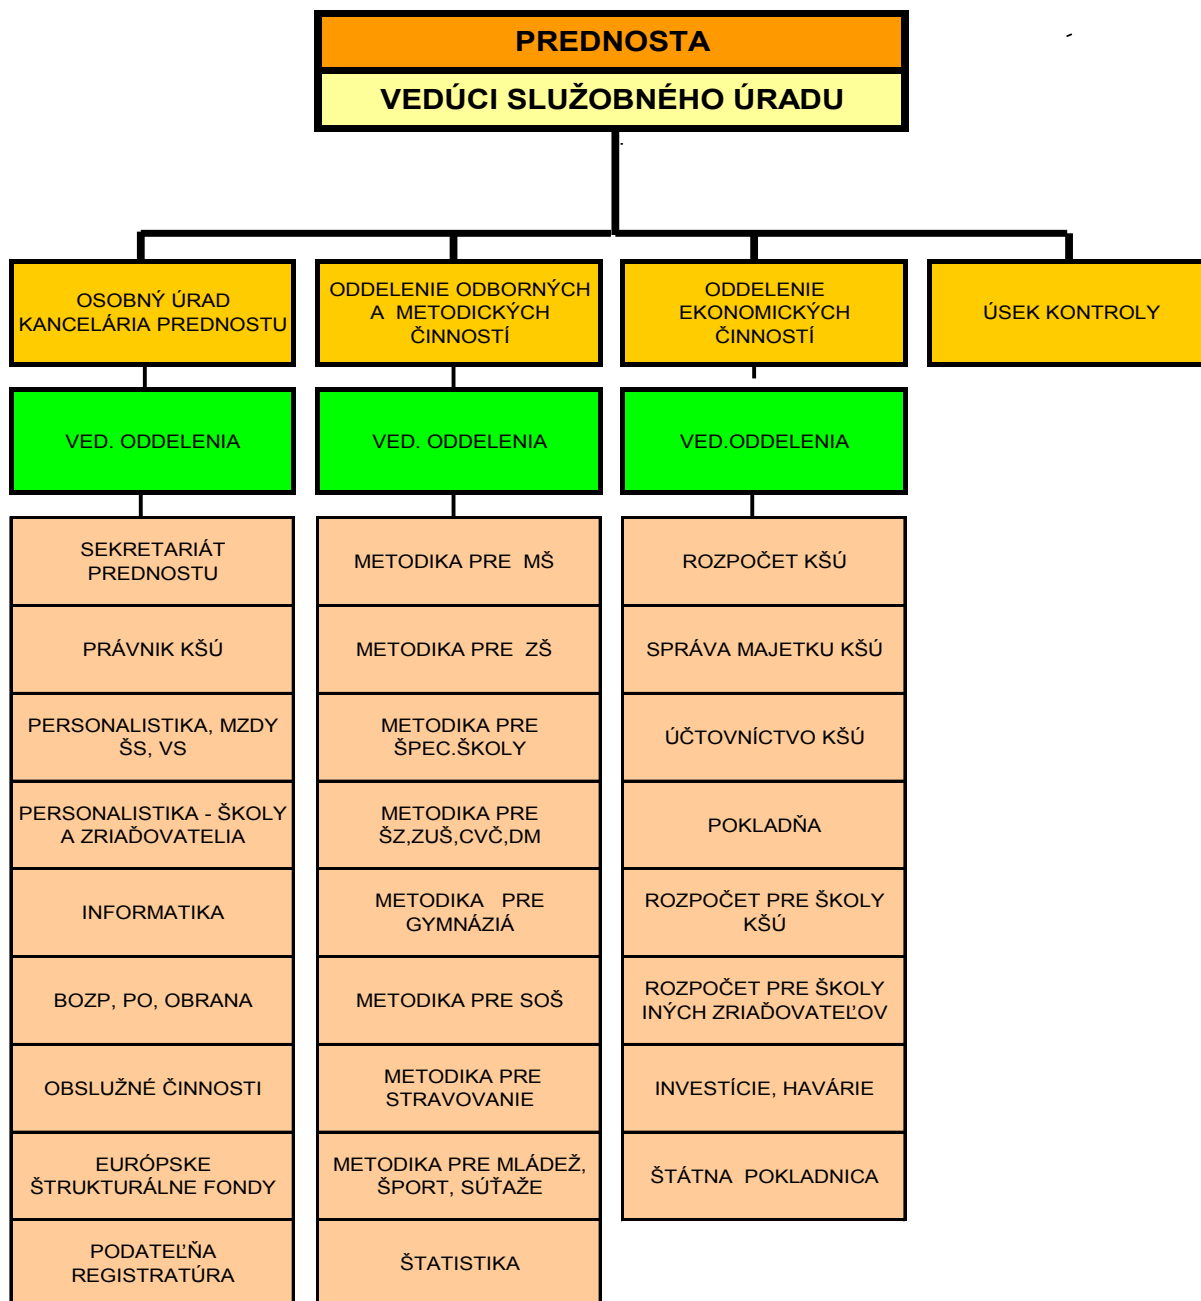 PREDNOSTA
VEDÚCI SLUŽOBNÉHO ÚRADU
OSOBNÝ ÚRAD
KANCELÁRIA PREDNOSTU
ODDELENIE ODBORNÝCH
A METODICKÝCH
ČINNOSTÍ
ODDELENIE
EKONOMICKÝCH
ČINNOSTÍ
ÚSEK KONTROLY
VED. ODDELENIA
VED. ODDELENIA
VED.ODDELENIA
SEKRETARIÁT
PREDNOSTU
PRÁVNIK KŠÚ
PERSONALISTIKA, MZDY
ŠS, VS
PERSONALISTIKA - ŠKOLY
A ZRIAĎOVATELIA
INFORMATIKA
BOZP, PO, OBRANA
OBSLUŽNÉ ČINNOSTI
EURÓPSKE
ŠTRUKTURÁLNE FONDY
PODATEĽŇA
REGISTRATÚRA
METODIKA PRE MŠ
METODIKA PRE ZŠ
METODIKA PRE
ŠPEC.ŠKOLY
METODIKA PRE
ŠZ,ZUŠ,CVČ,DM
METODIKA PRE
GYMNÁZIÁ
METODIKA PRE SOŠ
METODIKA PRE
STRAVOVANIE
METODIKA PRE MLÁDEŽ,
ŠPORT, SÚŤAŽE
ŠTATISTIKA
ROZPOČET KŠÚ
SPRÁVA MAJETKU KŠÚ
ÚČTOVNÍCTVO KŠÚ
POKLADŇA
ROZPOČET PRE ŠKOLY
KŠÚ
ROZPOČET PRE ŠKOLY
INÝCH ZRIAĎOVATEĽOV
INVESTÍCIE, HAVÁRIE
ŠTÁTNA POKLADNICA